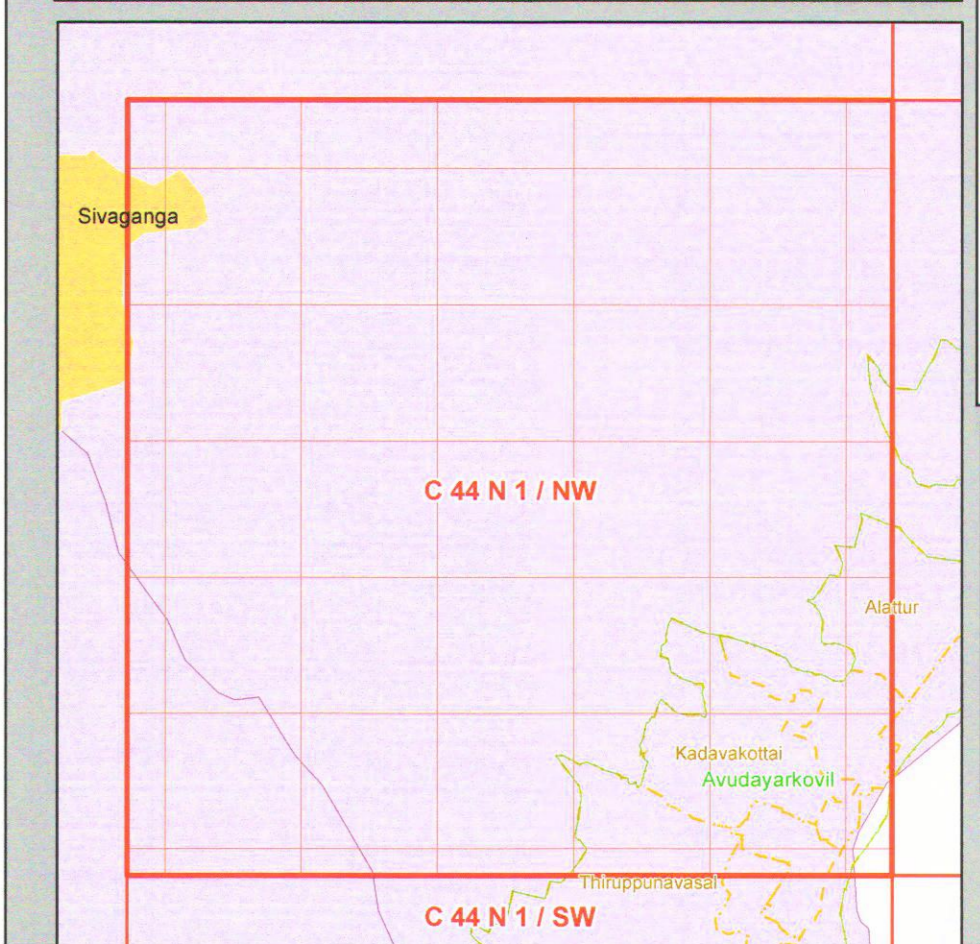 Sivaganga
C 44 N 1 / NW
Alattur
Kadavakottai
Avudayarkovil
Thiruppunavasal
C 44 N 1 / SW